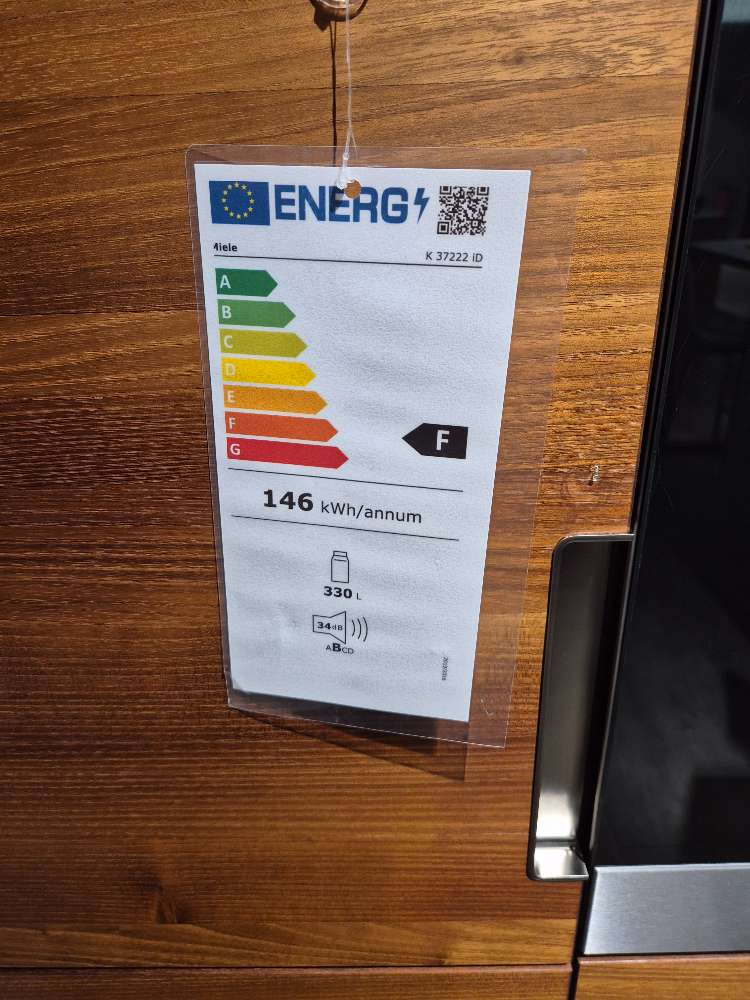 ENERG
Miele
K 37222 iD
A
B
C
D
E
F
G
F
146 kWh/annum
330 L
34dB
ABCD